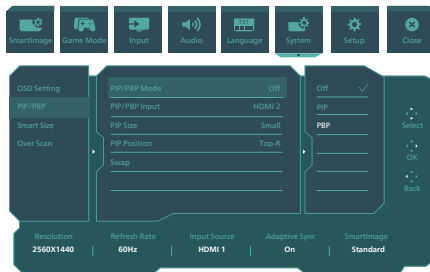 SmartImage Game Mode Input Audio Language System Setup Close
TXT
OSD Setting PIP/PBP Mode Off Off
PIP/PBP PIP/PBP Input HDMI 2 PIP
Smart Size PIP Size Small PBP
Over Scan PIP Position Top-R
Swap
Select
OK
Back
Resolution Refresh Rate Input Source Adaptive Sync SmartImage
2560X1440 60Hz HDMI 1 On Standard